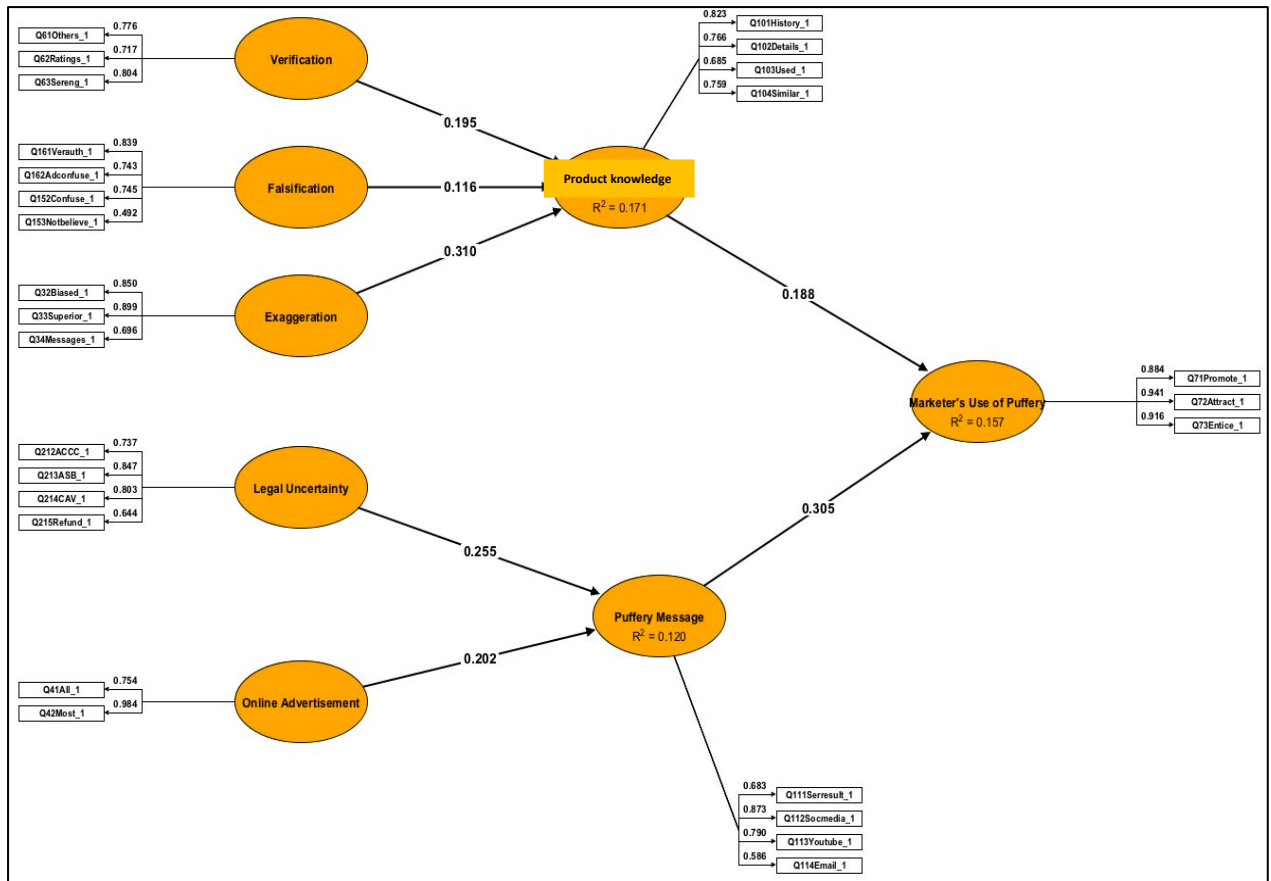 0.776
Q61Others_1
0.717
Q62Ratings_1
0.804
Q63Sereng_1
Verification
0.823
Q101History_1
0.766
Q102Details_1
0.685
Q103Used_1
0.759
Q104Similar_1
0.195
0.839
Q161Verauth_1
0.743
Q162Adconfuse_1
0.745
Q152Confuse_1
0.492
Q153Notbelieve_1
Falsification
0.116
Product knowledge
R² = 0.171
0.310
0.850
Q32Biased_1
0.899
Q33Superior_1
0.696
Q34Messages_1
Exaggeration
0.188
Marketer's Use of Puffery
R² = 0.157
0.884
Q71Promote_1
0.941
Q72Attract_1
0.916
Q73Entice_1
0.737
Q212ACCC_1
0.847
Q213ASB_1
0.803
Q214CAV_1
0.644
Q215Refund_1
Legal Uncertainty
0.305
0.255
Puffery Message
R² = 0.120
0.202
0.754
Q41All_1
0.984
Q42Most_1
Online Advertisement
0.683
Q111Serresult_1
0.873
Q112Socmedia_1
0.790
Q113Youtube_1
0.586
Q114Email_1